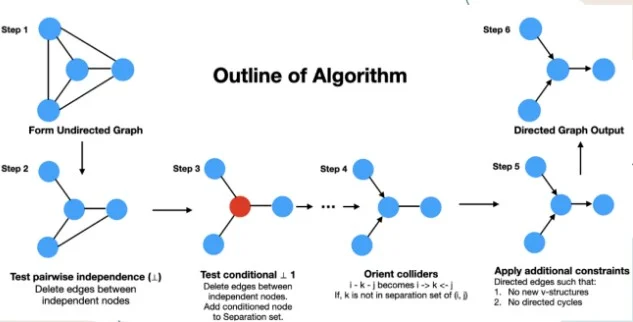 Step 1
Step 6
Outline of Algorithm
Form Undirected Graph
Directed Graph Output
Step 2
Step 3
Step 4
Step 5
...
Test pairwise independence (⊥)
Delete edges between
independent nodes
Test conditional ⊥ 1
Delete edges between
independent nodes.
Add conditioned node
to Separation set.
Orient colliders
i - k - j becomes i -> k <- j
If, k is not in separation set of (i, j)
Apply additional constraints
Directed edges such that:
1. No new v-structures
2. No directed cycles